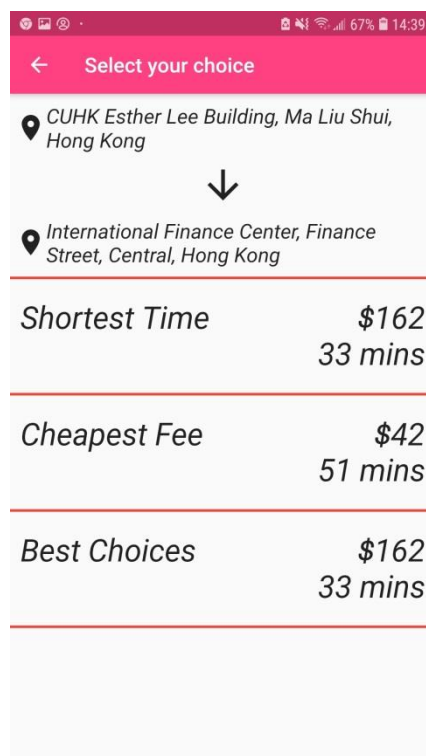 67% 14:39
Select your choice
CUHK Esther Lee Building, Ma Liu Shui,
Hong Kong
International Finance Center, Finance
Street, Central, Hong Kong
Shortest Time $162
33 mins
Cheapest Fee $42
51 mins
Best Choices $162
33 mins